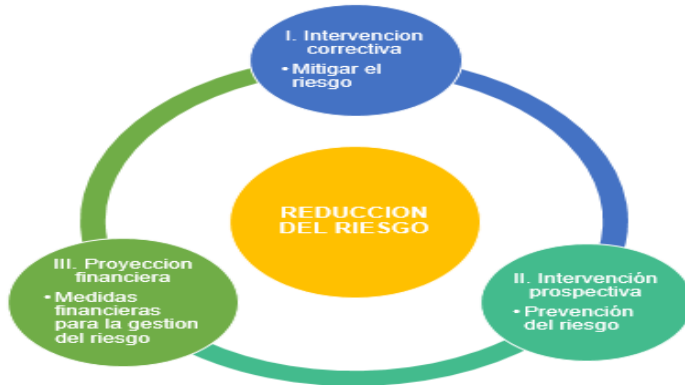 I. Intervencion
correctiva
• Mitigar el
riesgo
REDUCCION
DEL RIESGO
III. Proyeccion
financiera
• Medidas
financieras
para la gestion
del riesgo
II. Intervención
prospectiva
• Prevención
del riesgo